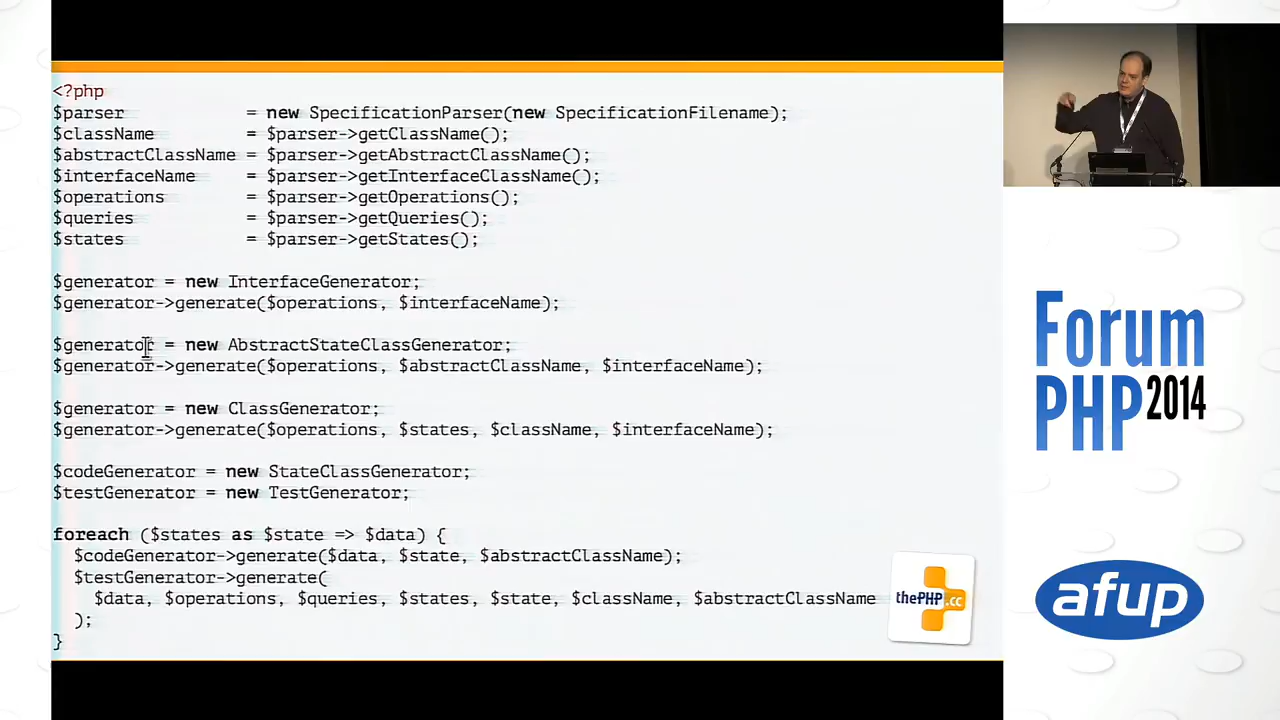 <?php
$parser = new SpecificationParser(new SpecificationFilename);
$className = $parser->getClassName();
$abstractClassName = $parser->getAbstractClassName();
$interfaceName = $parser->getInterfaceClassName();
$operations = $parser->getOperations();
$queries = $parser->getQueries();
$states = $parser->getStates();
$generator = new InterfaceGenerator;
$generator->generate($operations, $interfaceName);
$generator = new AbstractStateClassGenerator;
$generator->generate($operations, $abstractClassName, $interfaceName);
$generator = new ClassGenerator;
$generator->generate($operations, $states, $className, $interfaceName);
$codeGenerator = new StateClassGenerator;
$testGenerator = new TestGenerator;
foreach ($states as $state => $data) {
$codeGenerator->generate($data, $state, $abstractClassName);
$testGenerator->generate(
$data, $operations, $queries, $states, $state, $className, $abstractClassName
);
}
thePHP.cc
Forum
PHP 2014
afup